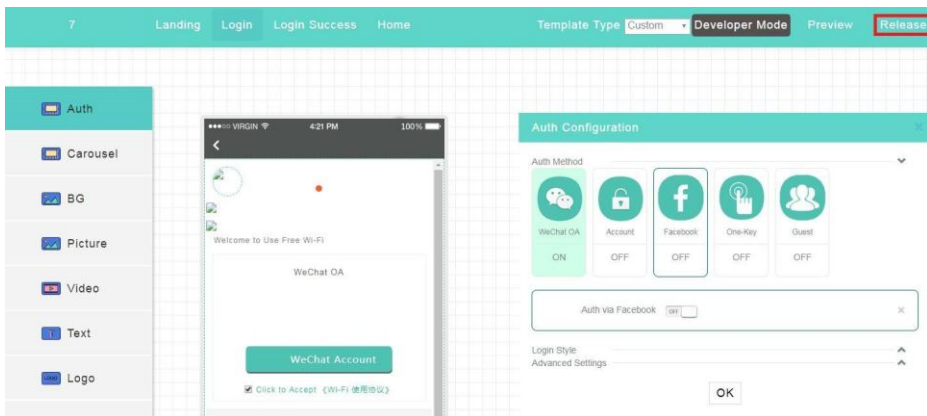 7 Landing Login Login Success Home Template Type Custom Developer Mode Preview Release
Auth
Carousel
BG
Picture
Video
Text
Logo
VIRGIN 4:21 PM 100%
Welcome to Use Free Wi-Fi
WeChat OA
WeChat Account
Click to Accept 《Wi-Fi 使用协议》
Auth Configuration
Auth Method
WeChat OA Account Facebook One-Key Guest
ON OFF OFF OFF OFF
Auth via Facebook OFF
Login Style
Advanced Settings
OK